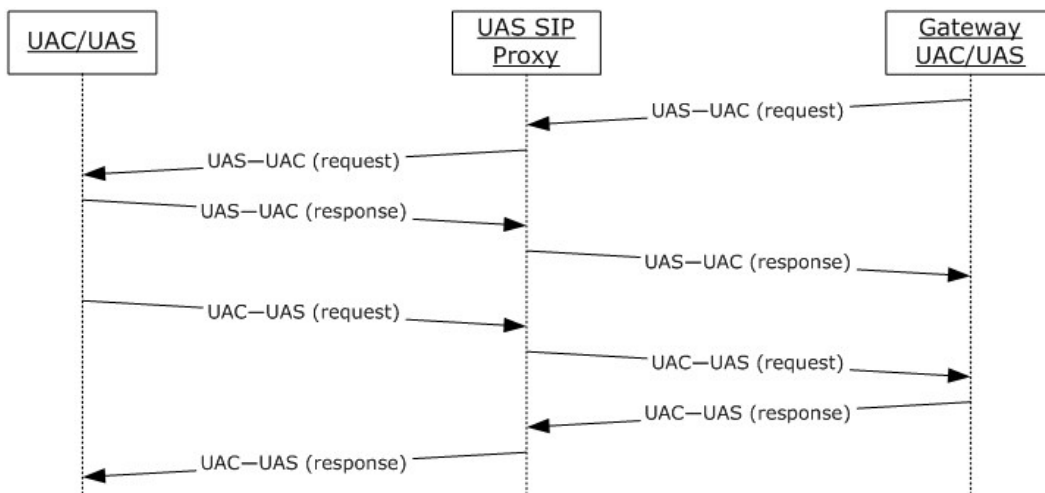 UAC/UAS
UAS SIP
Proxy
Gateway
UAC/UAS
UAS—UAC (request)
UAS—UAC (request)
UAS—UAC (response)
UAS—UAC (response)
UAC—UAS (request)
UAC—UAS (request)
UAC—UAS (response)
UAC—UAS (response)